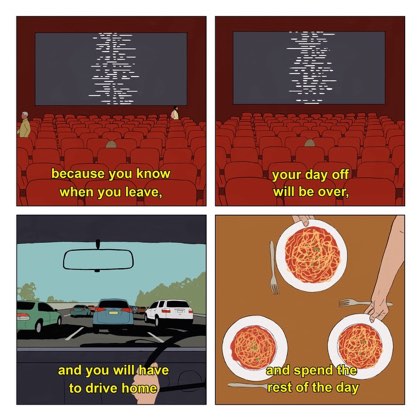 because you know
when you leave,
your day off
will be over,
and you will have
to drive home
and spend the
rest of the day